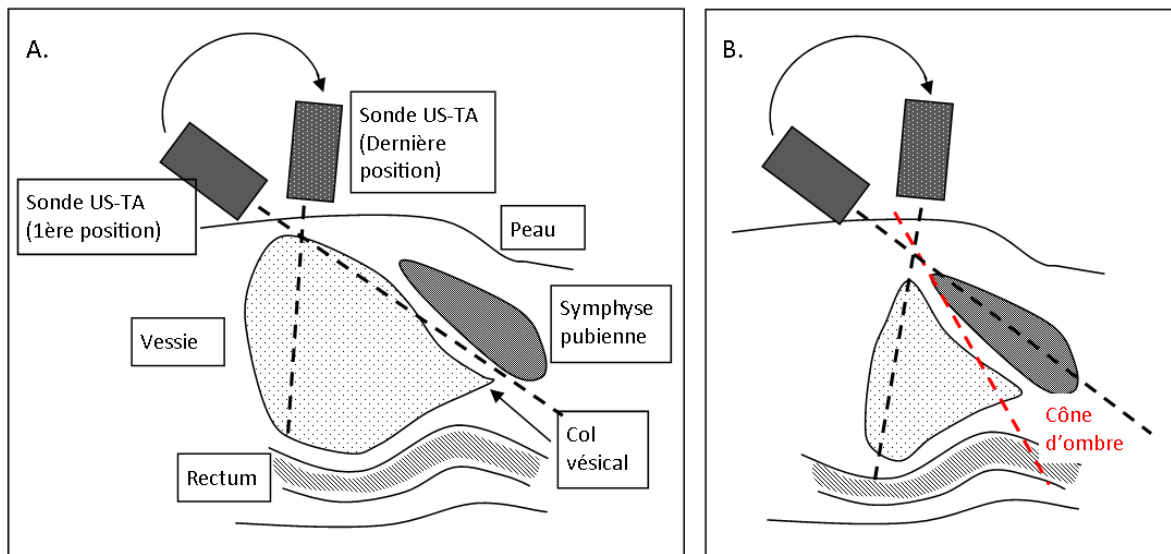 A.
Sonde US-TA
(Dernière
position)
Sonde US-TA
(1ère position)
Peau
Symphyse
pubienne
Vessie
Col
vésical
Rectum
B.
Cône
d'ombre